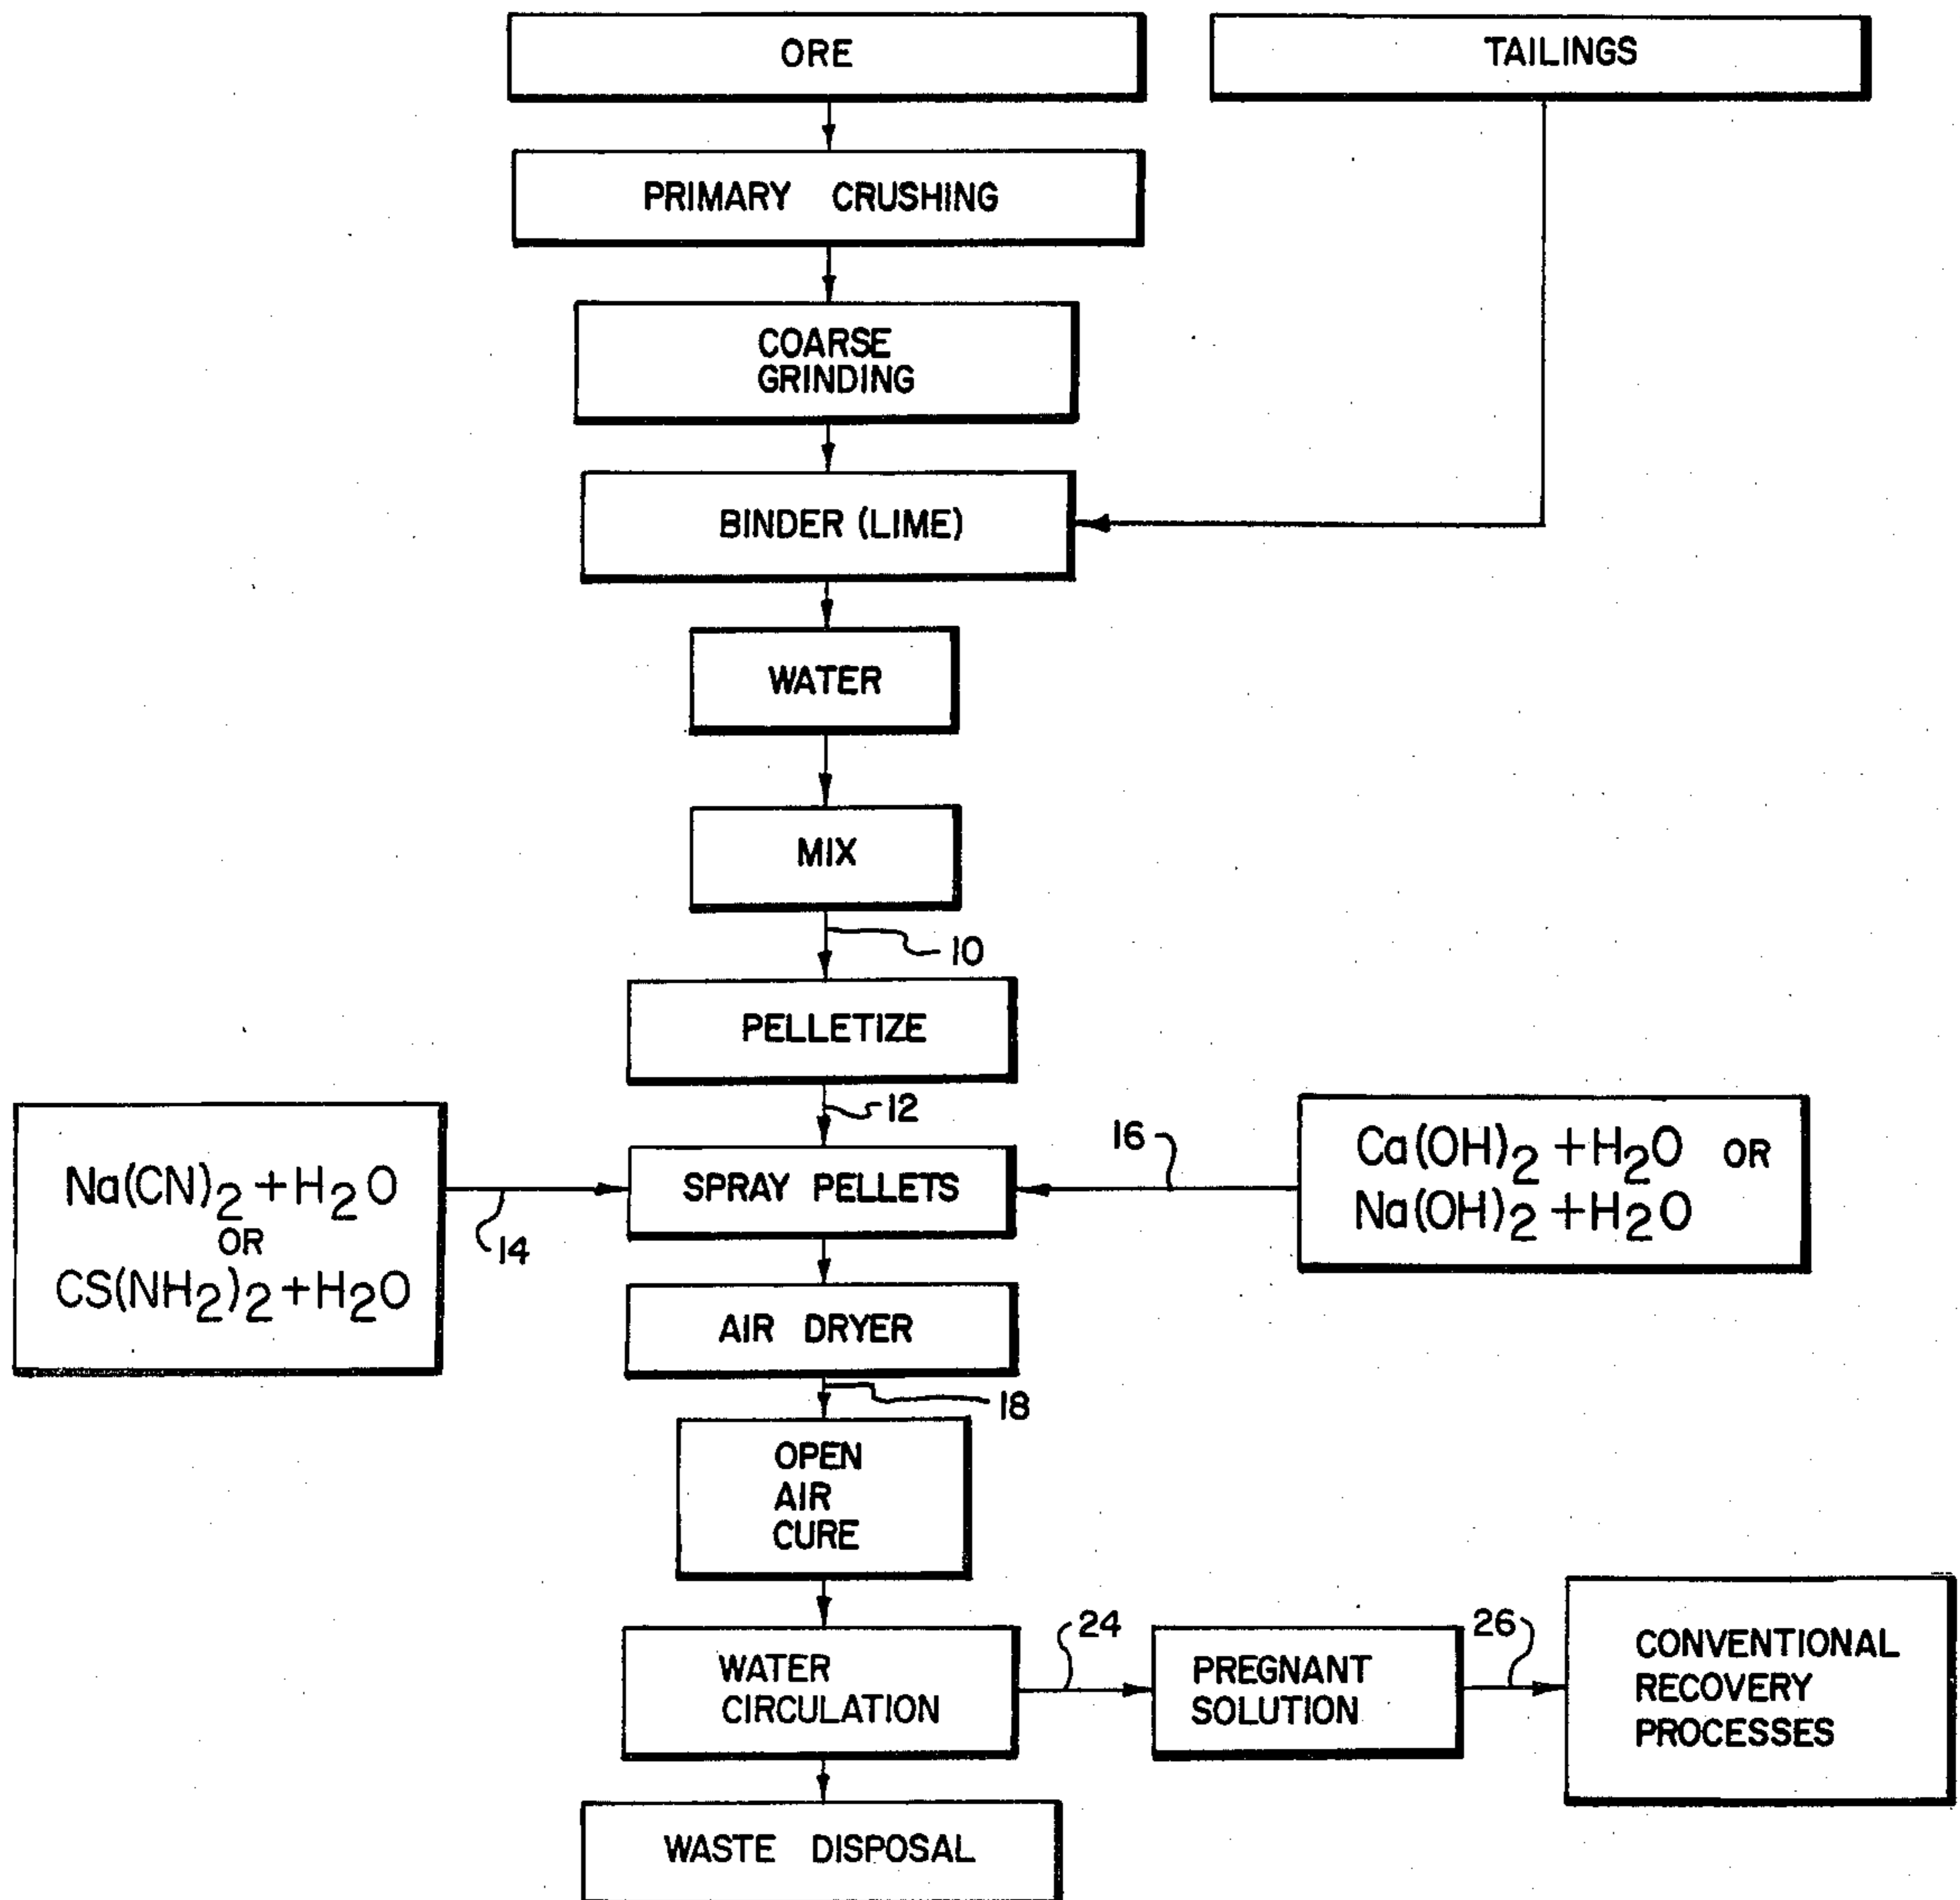 ORE
TAILINGS
PRIMARY CRUSHING
COARSE
GRINDING
BINDER (LIME)
WATER
MIX
10
PELLETIZE
12
Na(CN)2+H2O
OR
CS(NH2)2+H2O
14
SPRAY PELLETS
16
Ca(OH)2+H2O OR
Na(OH)2+H2O
AIR DRYER
18
OPEN
AIR
CURE
WATER
CIRCULATION
24
PREGNANT
SOLUTION
26
CONVENTIONAL
RECOVERY
PROCESSES
WASTE DISPOSAL